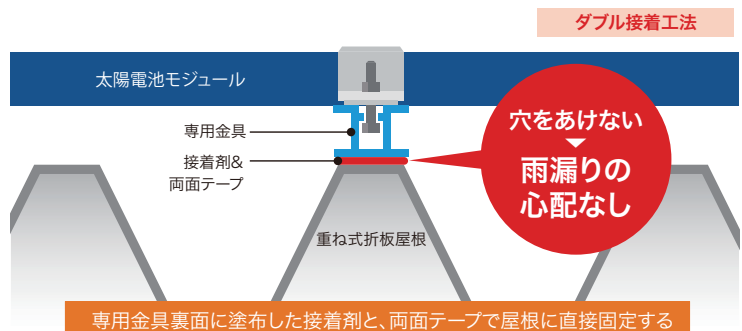 ダブル接着工法
太陽電池モジュール
専用金具
接着剤&
両面テープ
穴をあけない
雨漏りの
心配なし
重ね式折板屋根
専用金具裏面に塗布した接着剤と、両面テープで屋根に直接固定する